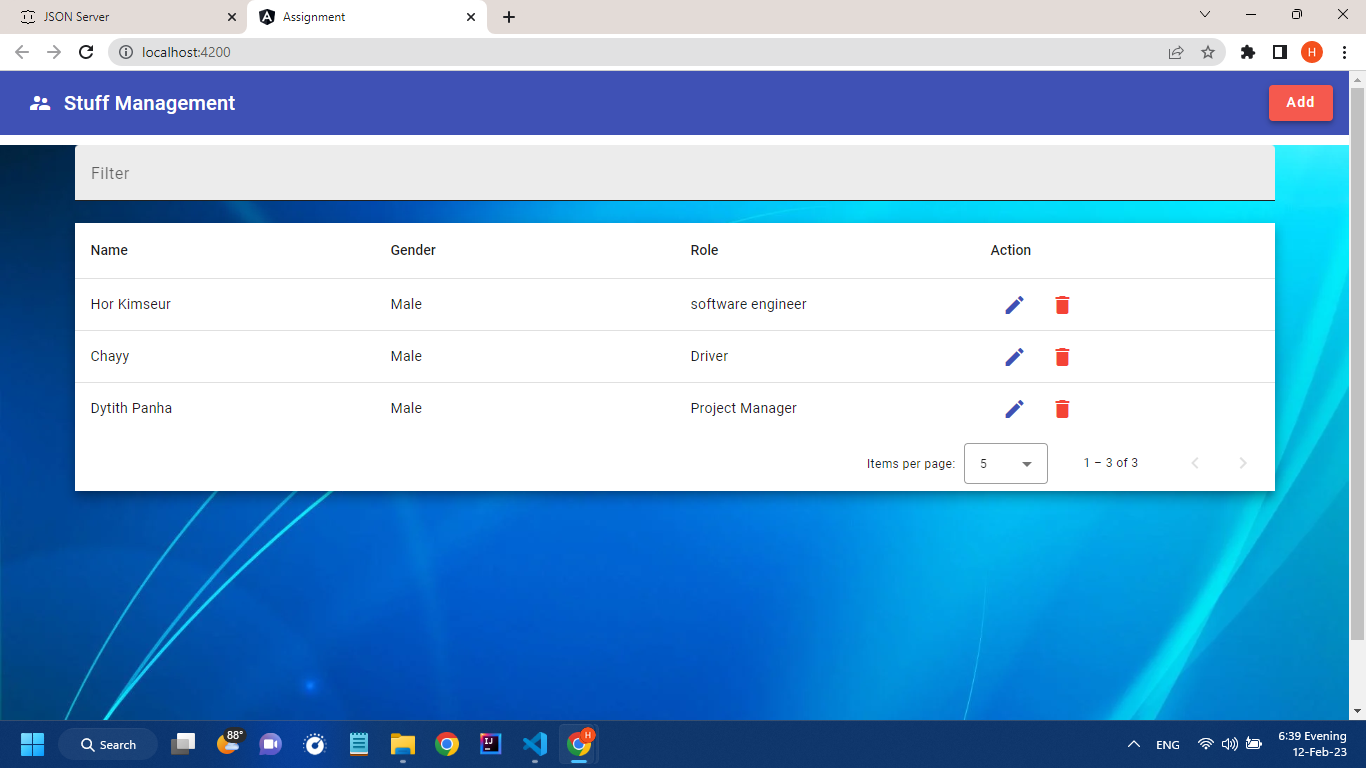 JSON Server
Assignment
localhost:4200
H
Stuff Management
Add
Filter
Name Gender Role Action
Hor Kimseur Male software engineer
Chayy Male Driver
Dytith Panha Male Project Manager
Items per page: 5 1 – 3 of 3
88°
Search
IJ
H
ENG
6:39 Evening
12-Feb-23